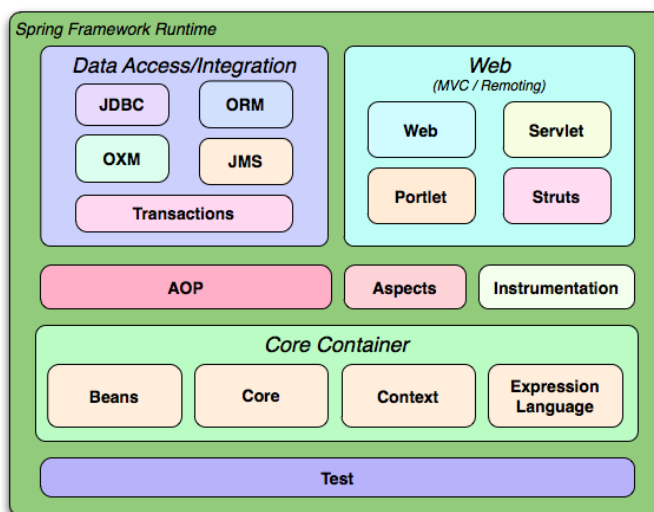 Spring Framework Runtime
Data Access/Integration
JDBC
ORM
OXM
JMS
Transactions
Web
(MVC / Remoting)
Web
Servlet
Portlet
Struts
AOP
Aspects
Instrumentation
Core Container
Beans
Core
Context
Expression
Language
Test